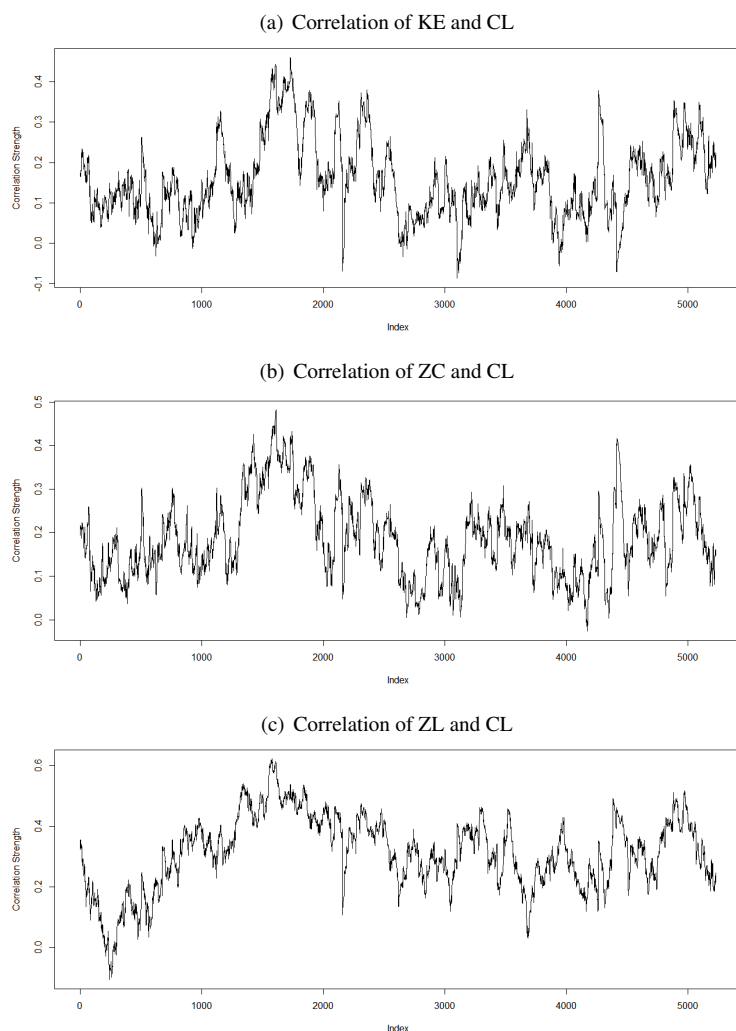 (a) Correlation of KE and CL
0.4
0.3
0.2
0.1
0.0
-0.1
Correlation Strength
0 1000 2000 3000 4000 5000
Index
(b) Correlation of ZC and CL
0.5
0.4
0.3
0.2
0.1
0.0
Correlation Strength
0 1000 2000 3000 4000 5000
Index
(c) Correlation of ZL and CL
0.6
0.4
0.2
0.0
Correlation Strength
0 1000 2000 3000 4000 5000
Index